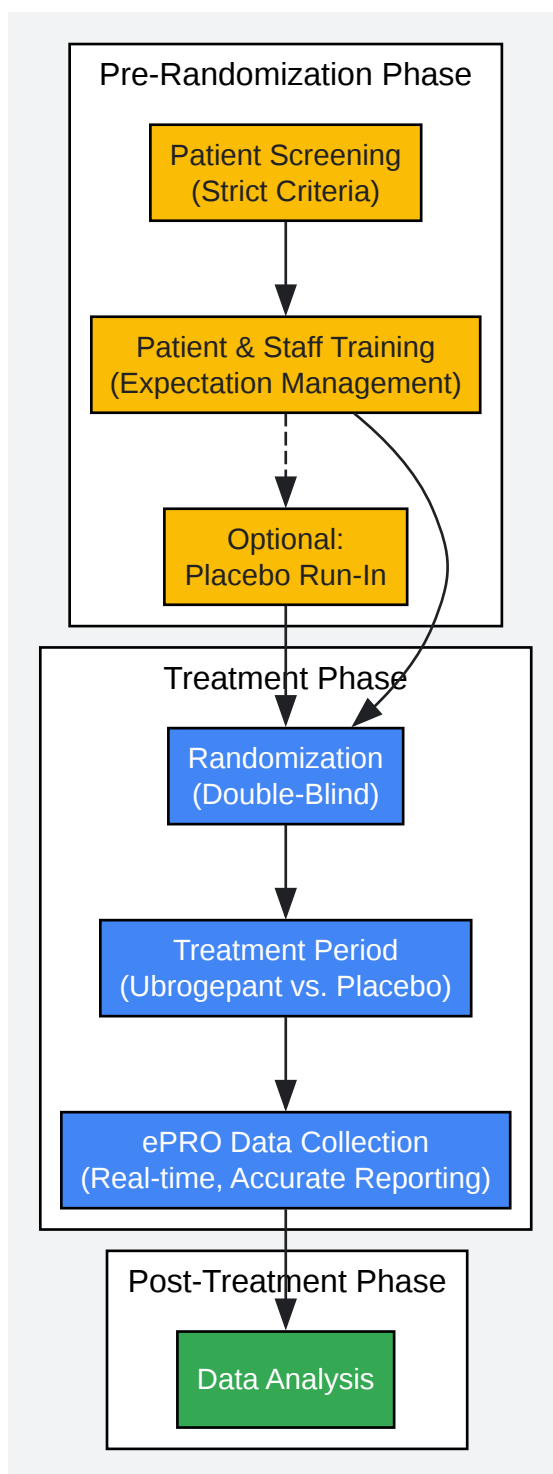 Pre-Randomization Phase
Patient Screening
(Strict Criteria)
Patient & Staff Training
(Expectation Management)
Optional:
Placebo Run-In
Treatment Phase
Randomization
(Double-Blind)
Treatment Period
(Ubrogepant vs. Placebo)
ePRO Data Collection
(Real-time, Accurate Reporting)
Post-Treatment Phase
Data Analysis